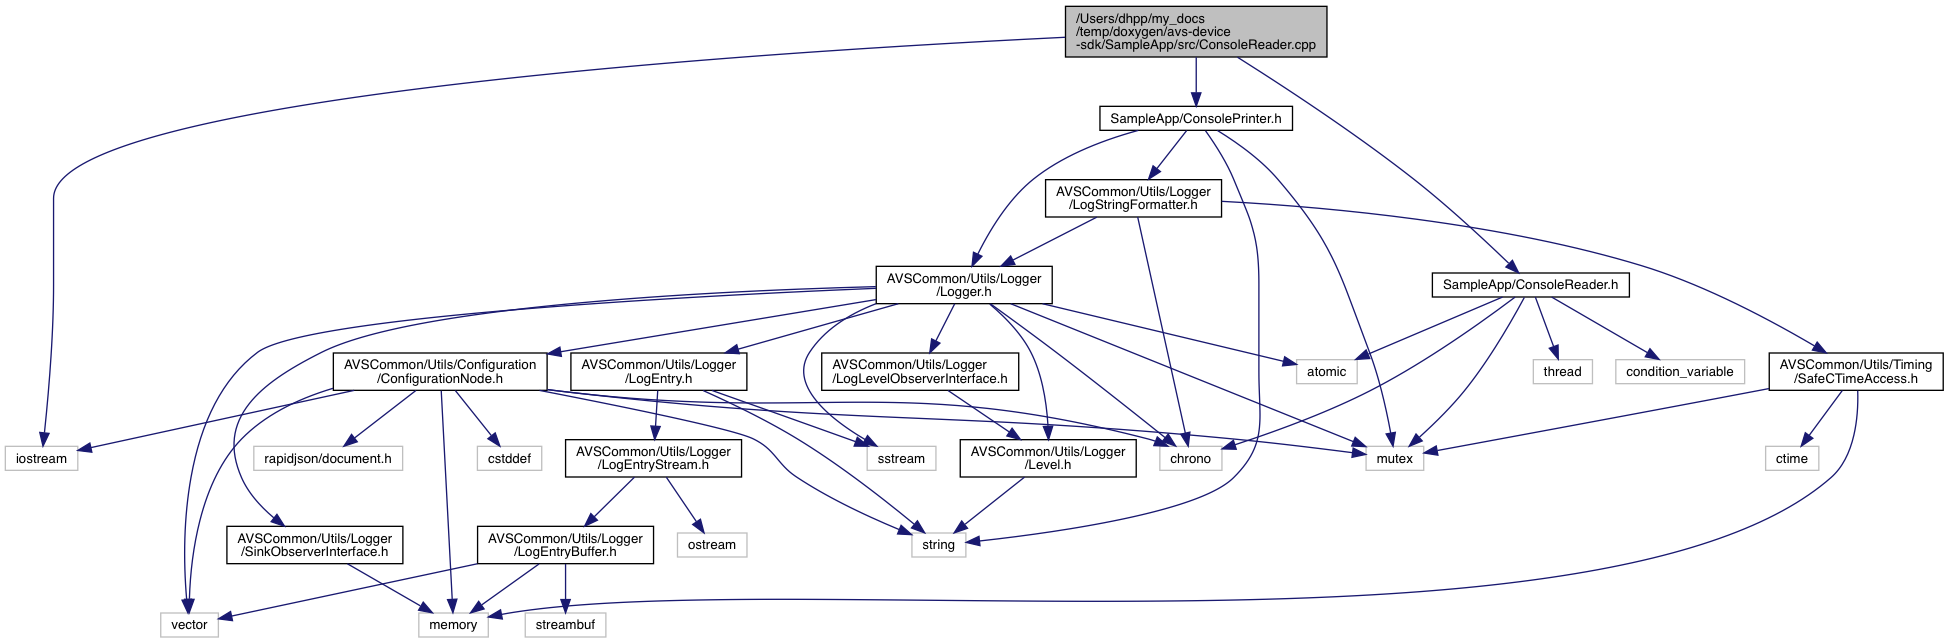 /Users/dhpp/my_docs
/temp/doxygen/avs-device
-sdk/SampleApp/src/ConsoleReader.cpp
SampleApp/ConsolePrinter.h
AVSCommon/Utils/Logger
/LogStringFormatter.h
AVSCommon/Utils/Logger
/Logger.h
SampleApp/ConsoleReader.h
AVSCommon/Utils/Configuration
/ConfigurationNode.h
AVSCommon/Utils/Logger
/LogEntry.h
AVSCommon/Utils/Logger
/LogLevelObserverInterface.h
atomic
thread
condition_variable
AVSCommon/Utils/Timing
/SafeCTimeAccess.h
iostream
rapidjson/document.h
cstddef
AVSCommon/Utils/Logger
/LogEntryStream.h
sstream
AVSCommon/Utils/Logger
/Level.h
chrono
mutex
ctime
AVSCommon/Utils/Logger
/SinkObserverInterface.h
AVSCommon/Utils/Logger
/LogEntryBuffer.h
ostream
string
vector
memory
streambuf